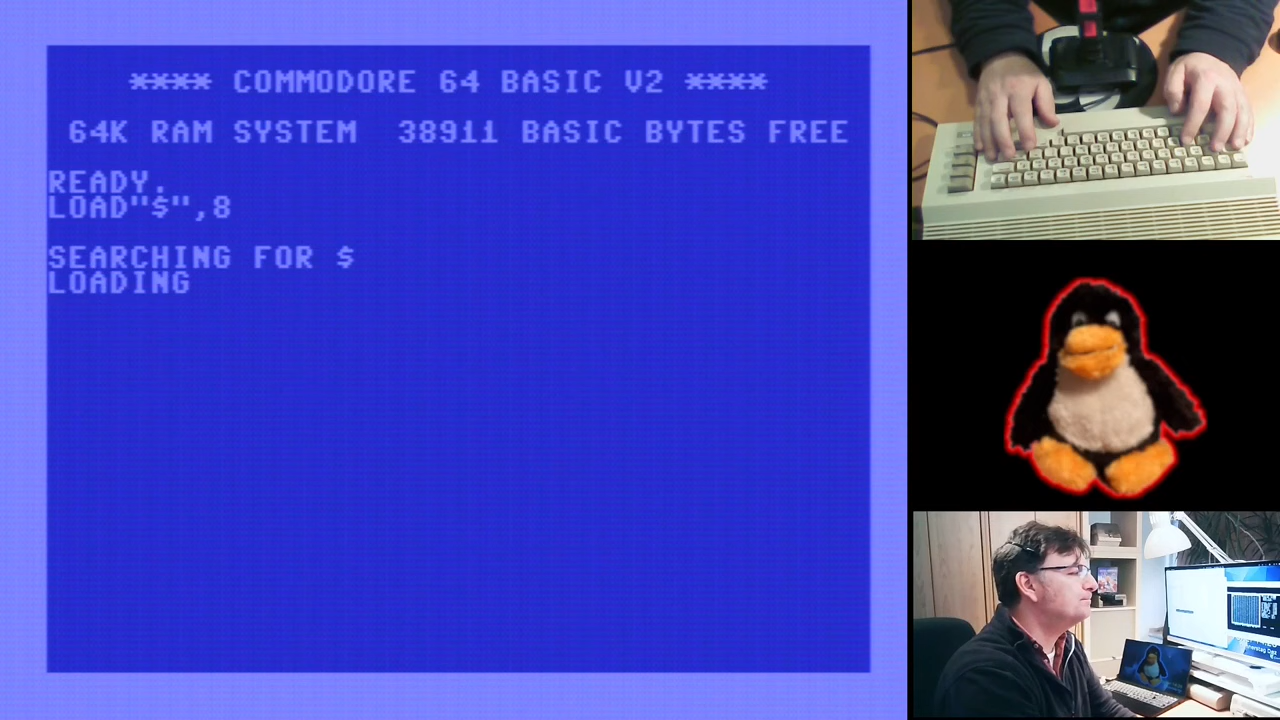 **** COMMODORE 64 BASIC V2 ****
64K RAM SYSTEM  38911 BASIC BYTES FREE
READY.
LOAD"$",8
SEARCHING FOR $
LOADING